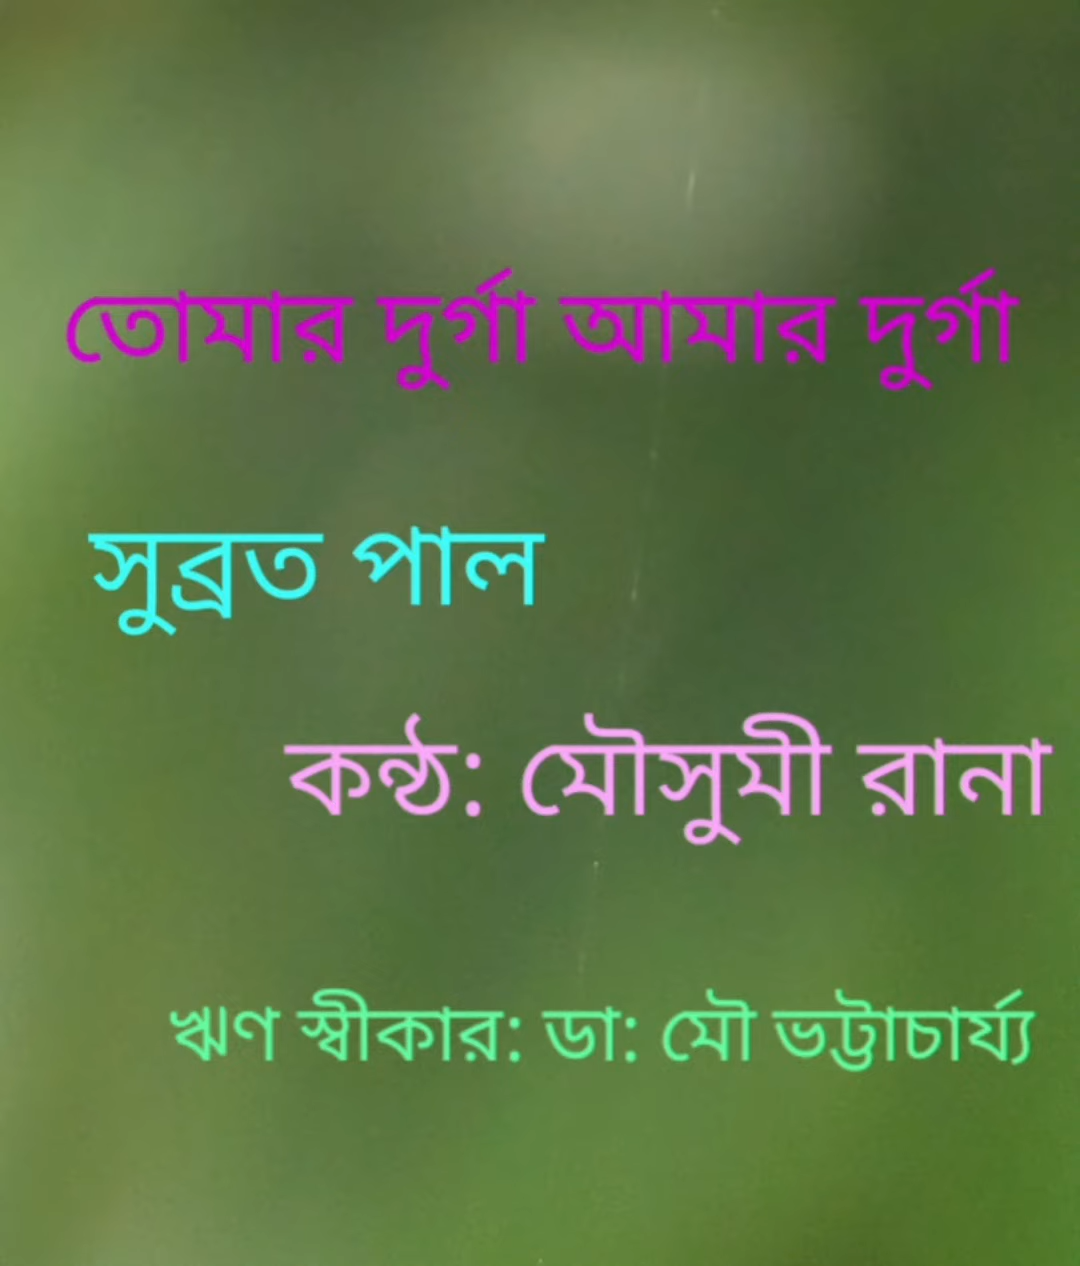 তোমার দুর্গা আমার দুর্গা
সুব্রত পাল
কন্ঠ: মৌসুমী রানা
ঋণ স্বীকার: ডা: মৌ ভট্টাচার্য্য